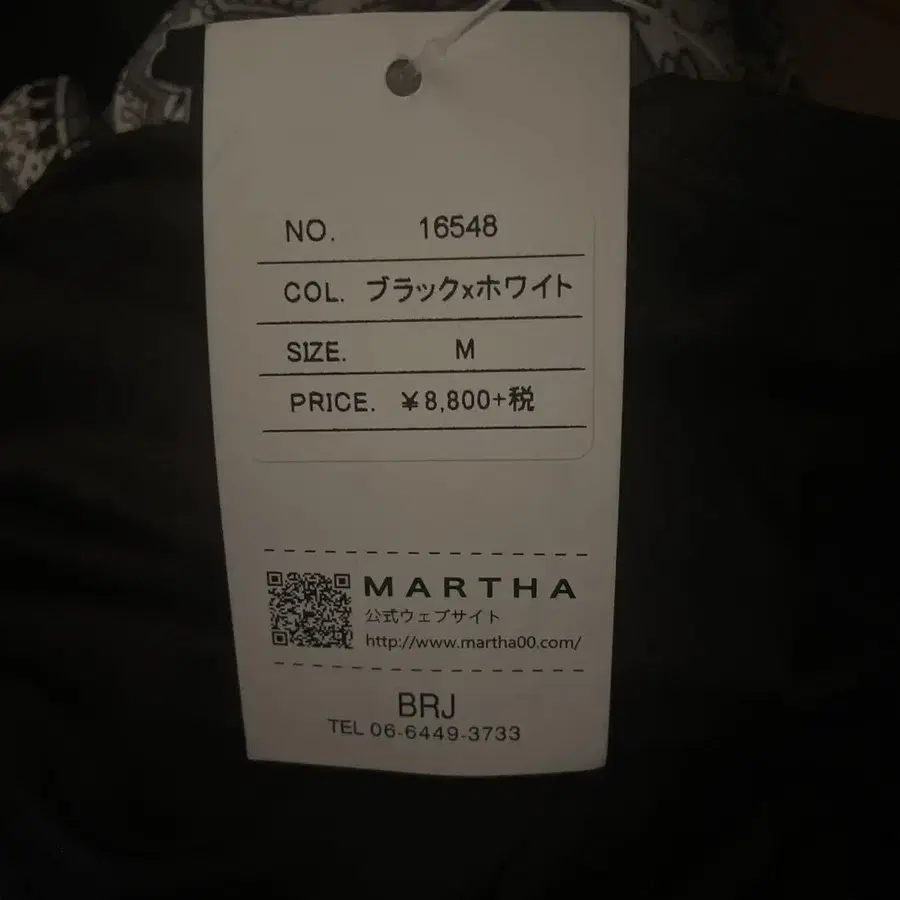 NO. 16548
COL. ブラックxホワイト
SIZE. M
PRICE. ¥8,800+税
MARTHA
公式ウェブサイト
http://www.martha00.com/
BRJ
TEL 06-6449-3733